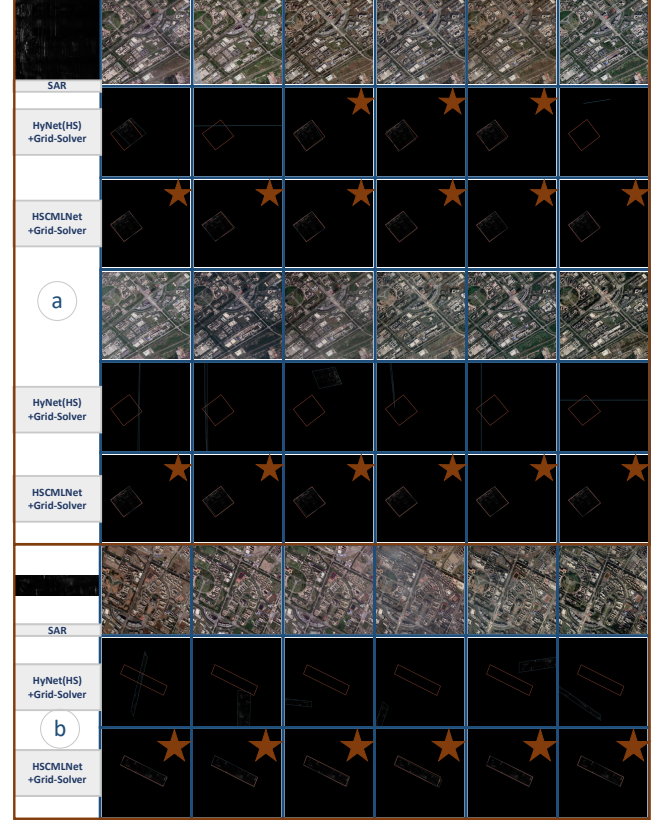 SAR
HyNet(HS)
+Grid-Solver
HSCMLNet
+Grid-Solver
a
HyNet(HS)
+Grid-Solver
HSCMLNet
+Grid-Solver
SAR
HyNet(HS)
+Grid-Solver
b
HSCMLNet
+Grid-Solver